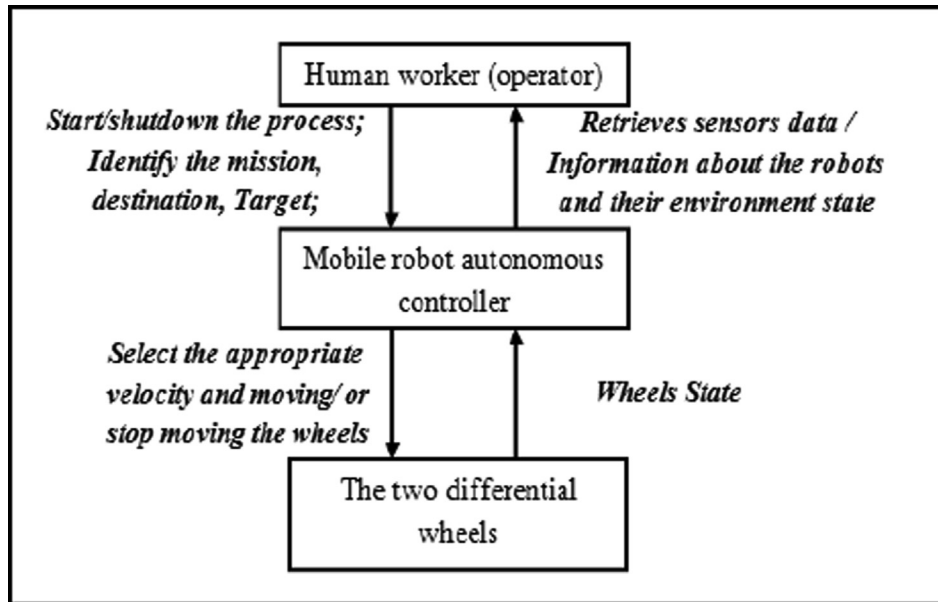 Human worker (operator)
Start/shutdown the process;
Identify the mission,
destination, Target;
Retrieves sensors data /
Information about the robots
and their environment state
Mobile robot autonomous
controller
Select the appropriate
velocity and moving/ or
stop moving the wheels
Wheels State
The two differential
wheels